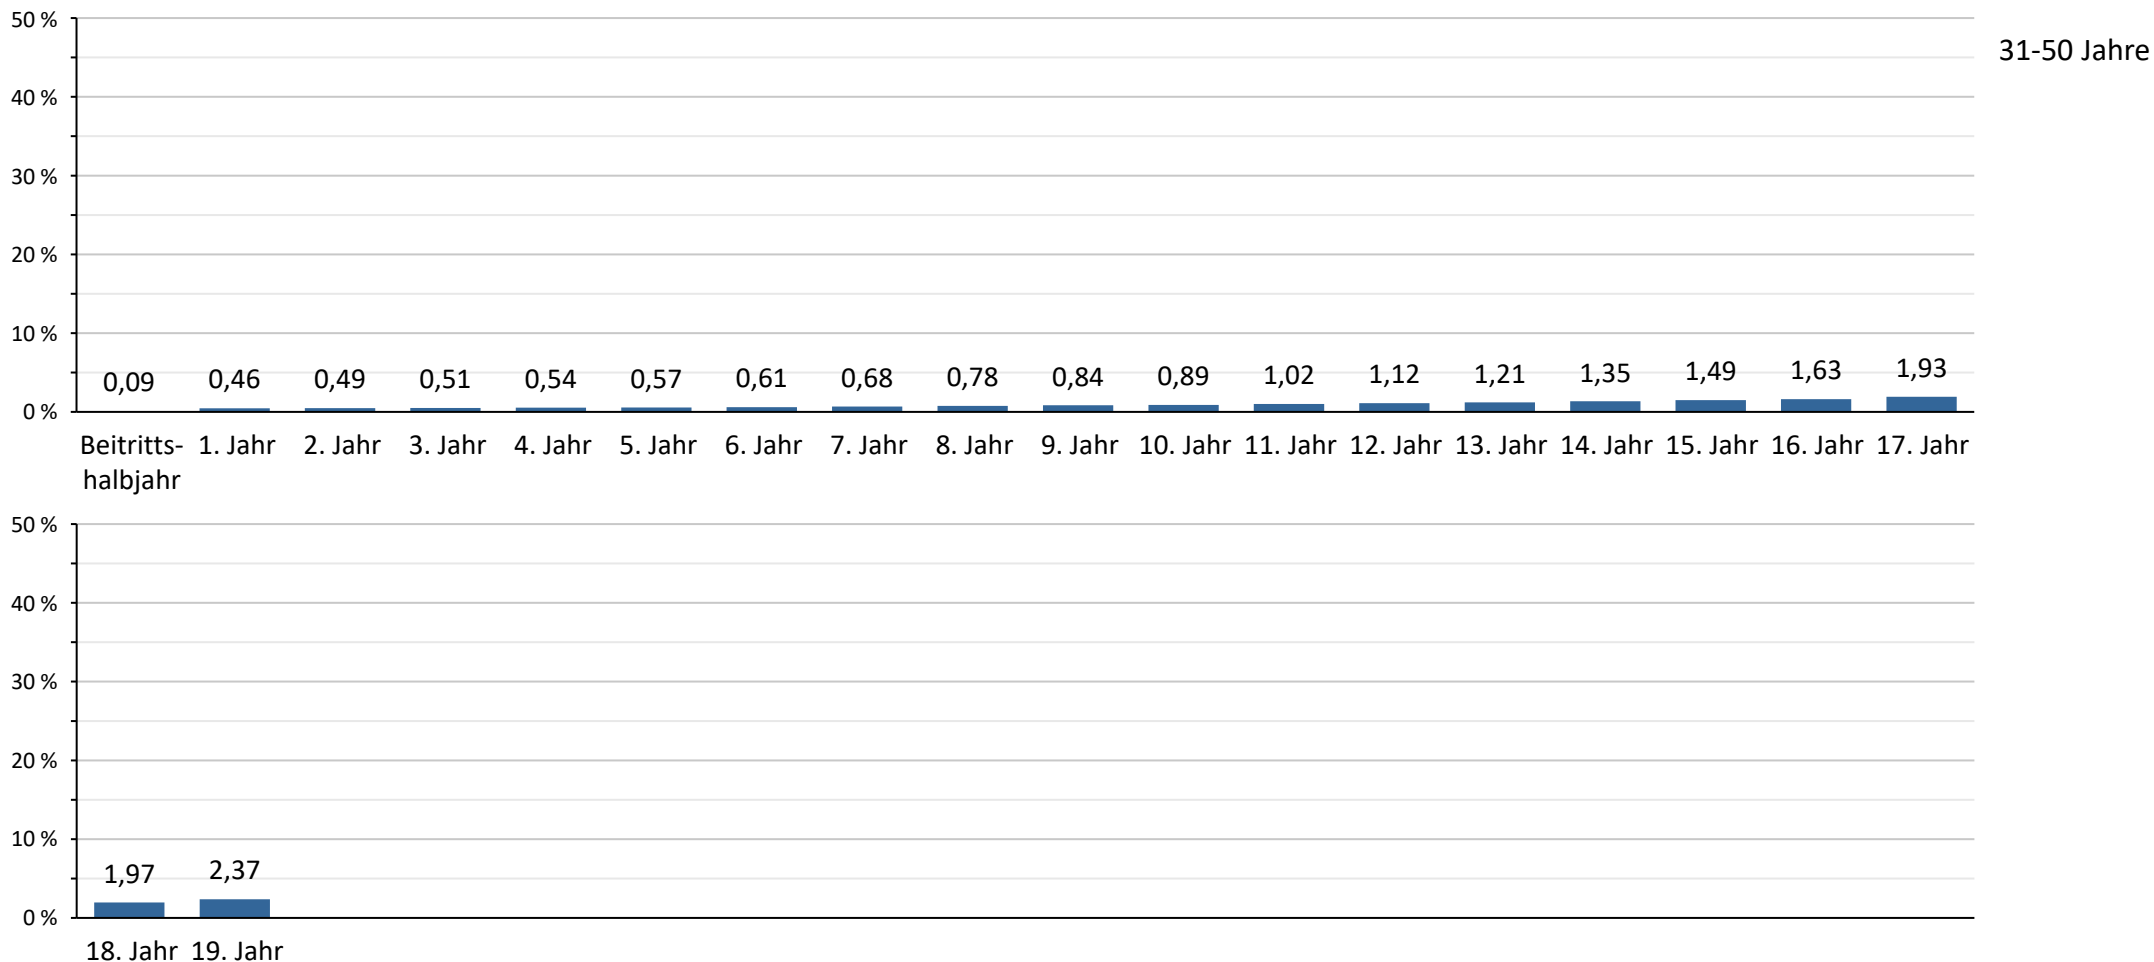 50 %
31-50 Jahre
40 %
30 %
20 %
10 %
0,09 0,46 0,49 0,51 0,54 0,57 0,61 0,68 0,78 0,84 0,89 1,02 1,12 1,21 1,35 1,49 1,63 1,93
0 %
Beitritts- 1. Jahr 2. Jahr 3. Jahr 4. Jahr 5. Jahr 6. Jahr 7. Jahr 8. Jahr 9. Jahr 10. Jahr 11. Jahr 12. Jahr 13. Jahr 14. Jahr 15. Jahr 16. Jahr 17. Jahr
halbjahr
50 %
40 %
30 %
20 %
10 %
1,97 2,37
0 %
18. Jahr 19. Jahr